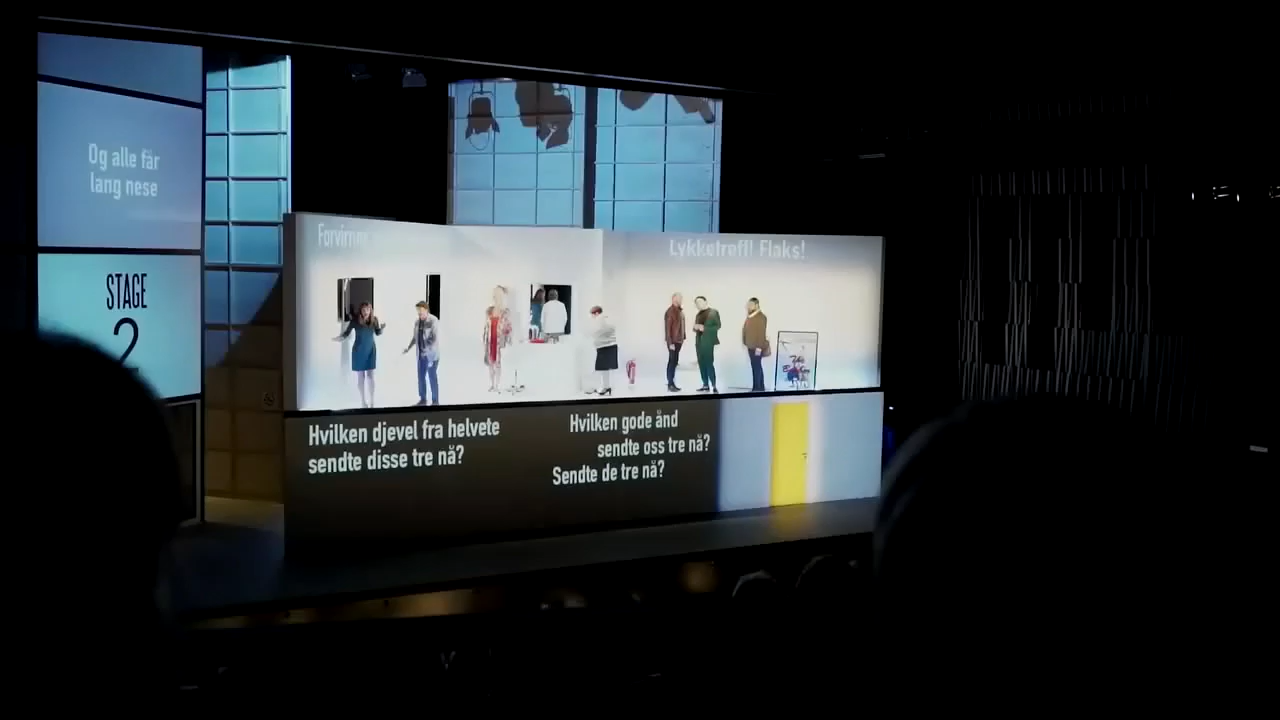 Og alle får
lang nese
STAGE
2
Lykketreff! Flaks!
Hvilken djevel fra helvete
sendte disse tre nå?
Hvilken gode ånd
sendte oss tre nå?
Sendte de tre nå?